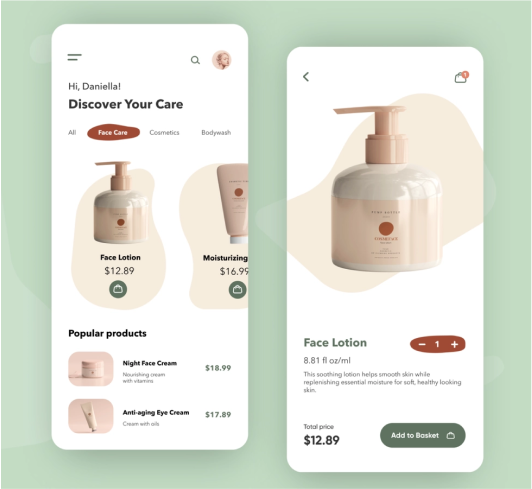 Hi, Daniella!
Discover Your Care
All
Face Care
Cosmetics
Bodywash
Face Lotion
$12.89
Moisturizing
$16.99
Popular products
Night Face Cream
Nourishing cream
with vitamins
$18.99
Anti-aging Eye Cream
Cream with oils
$17.89
1
Face Lotion
− 1 +
8.81 fl oz/ml
This soothing lotion helps smooth skin while
replenishing essential moisture for soft, healthy looking
skin.
Total price
$12.89
Add to Basket